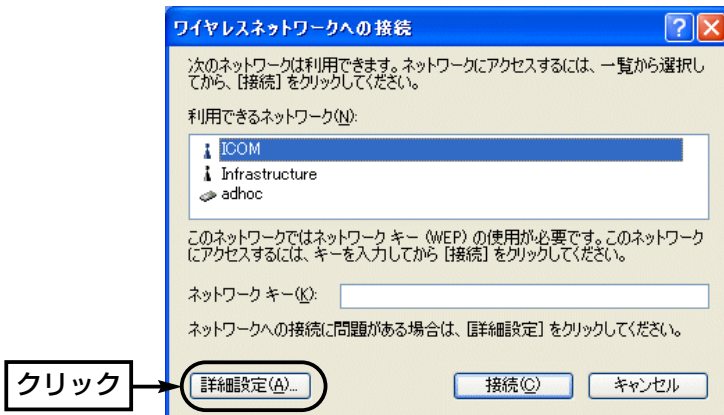 ワイヤレスネットワークへの接続
次のネットワークは利用できます。ネットワークにアクセスするには、一覧から選択し
てから、[接続] をクリックしてください。
利用できるネットワーク(N):
ICOM
Infrastructure
adhoc
このネットワークではネットワーク キー (WEP) の使用が必要です。このネットワーク
にアクセスするには、キーを入力してから [接続] をクリックしてください。
ネットワーク キー(K):
ネットワークへの接続に問題がある場合は、[詳細設定] をクリックしてください。
クリック
詳細設定(A)... 接続(C) キャンセル